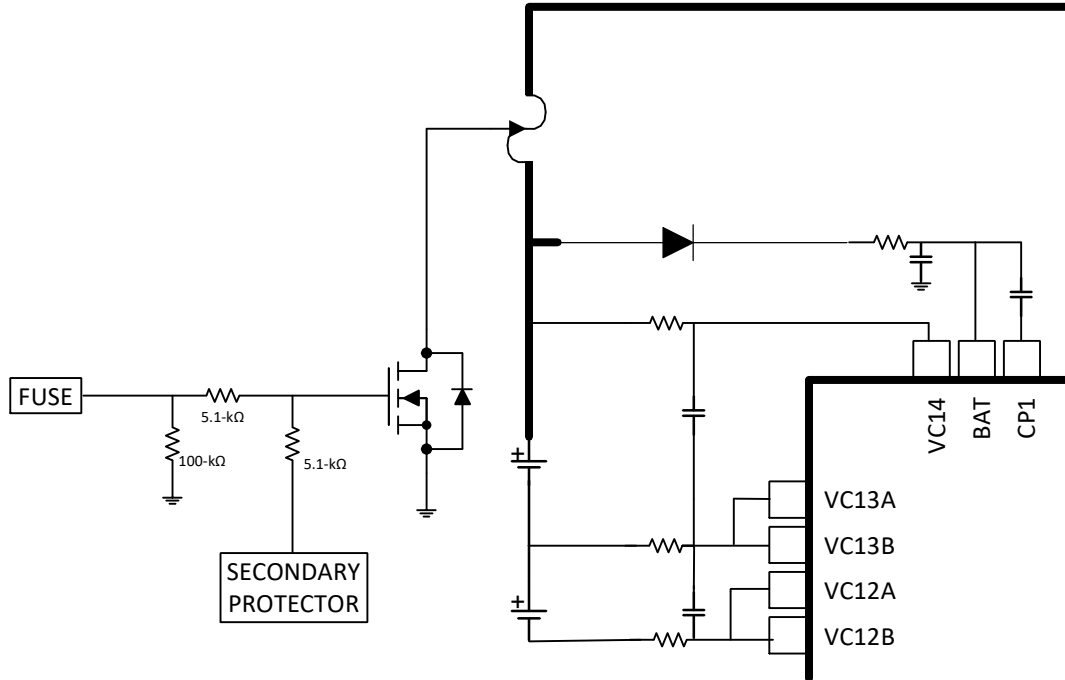 FUSE
5.1-kΩ
100-kΩ
5.1-kΩ
SECONDARY
PROTECTOR
+
+
VC14
BAT
CP1
VC13A
VC13B
VC12A
VC12B